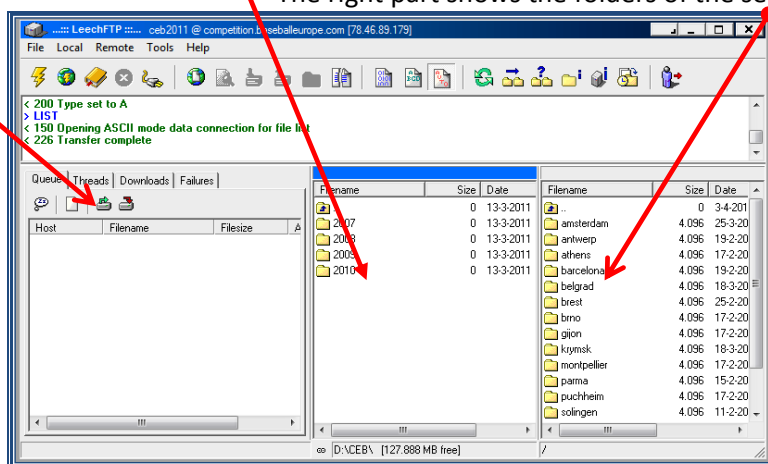 The right part shows the folders of the se
...::: LeechFTP :::... ceb2011 @ competition.baseballeurope.com [78.46.89.179]
File Local Remote Tools Help
< 200 Type set to A
> LIST
< 150 Opening ASCII mode data connection for file list
< 226 Transfer complete
Queue Threads Downloads Failures
Host Filename Filesize A
Filename Size Date
.. 0 13-3-2011
2007 0 13-3-2011
2008 0 13-3-2011
2009 0 13-3-2011
2010 0 13-3-2011
Filename Size Date
.. 0 3-4-201
amsterdam 4.096 25-3-20
antwerp 4.096 19-2-20
athens 4.096 17-2-20
barcelona 4.096 19-2-20
belgrad 4.096 18-3-20
brest 4.096 25-2-20
brno 4.096 17-2-20
gijon 4.096 17-2-20
krymsk 4.096 18-3-20
montpellier 4.096 17-2-20
parma 4.096 15-2-20
puchheim 4.096 17-2-20
solingen 4.096 11-2-20
D:\CEB\ [127.888 MB free]
/